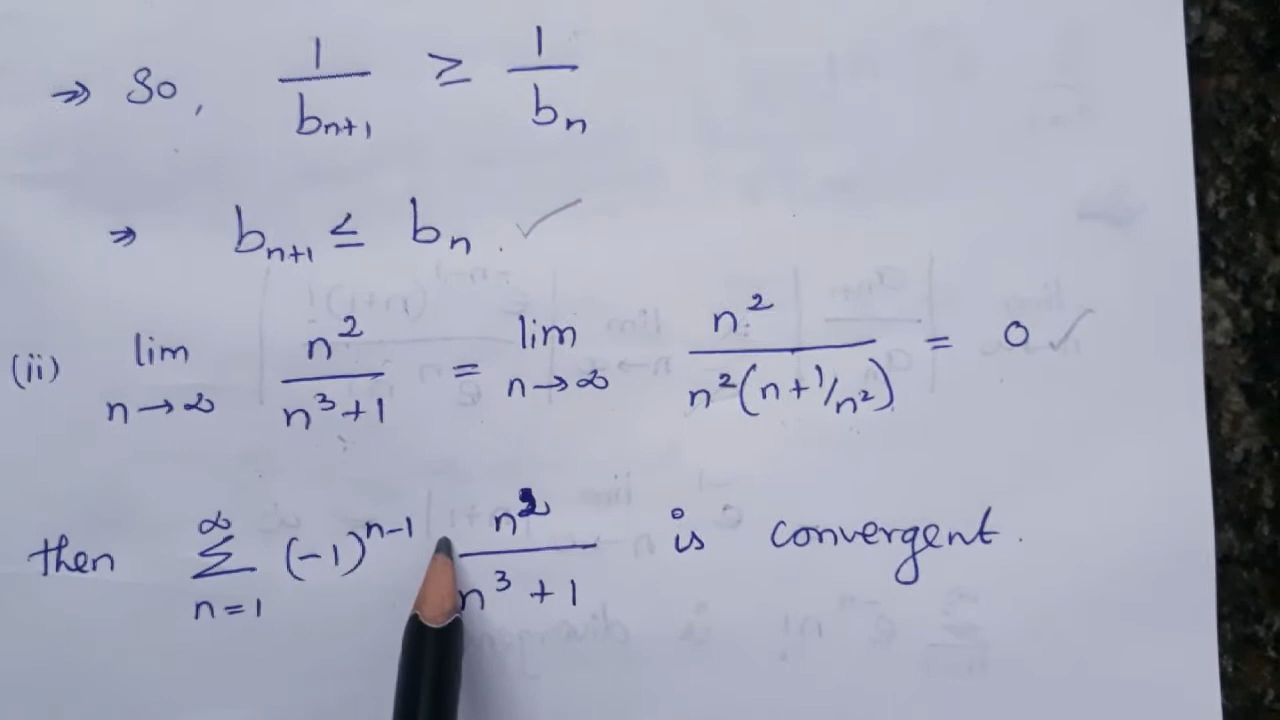 ⇒ So, 1/b_{n+1} ≥ 1/b_n
⇒ b_{n+1} ≤ b_n. ✓
(ii) lim_{n→∞} n²/(n³+1) = lim_{n→∞} n²/(n²(n+1/n²)) = 0 ✓
then ∑_{n=1}^{∞} (-1)^{n-1} n²/(n³+1) is convergent.